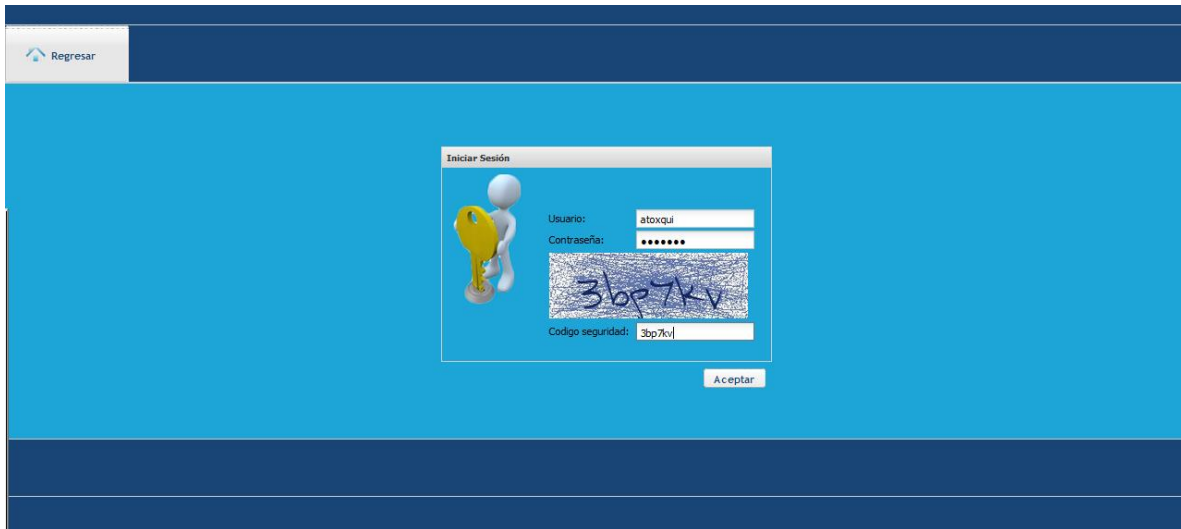 Regresar
Iniciar Sesión
Usuario: atoxqui
Contraseña: •••••••
3bp7kv
Codigo seguridad: 3bp7kv
Aceptar